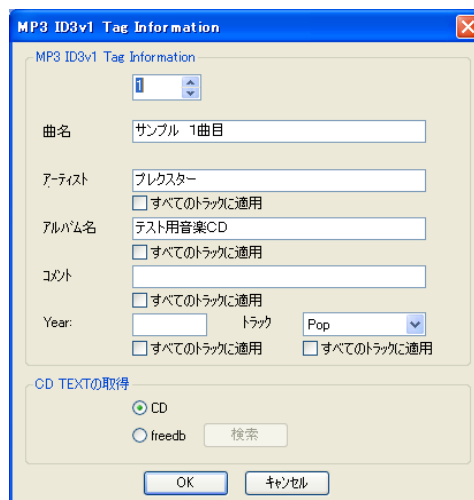 MP3 ID3v1 Tag Information
MP3 ID3v1 Tag Information
1
曲名 サンプル 1曲目
ｱｰﾃｨｽﾄ プレクスター
すべてのﾄﾗｯｸに適用
ｱﾙﾊﾞﾑ名 テスト用音楽CD
すべてのﾄﾗｯｸに適用
ｺﾒﾝﾄ
すべてのﾄﾗｯｸに適用
Year: ﾄﾗｯｸ Pop
すべてのﾄﾗｯｸに適用 すべてのﾄﾗｯｸに適用
CD TEXTの取得
CD
freedb 検索
OK ｷｬﾝｾﾙ